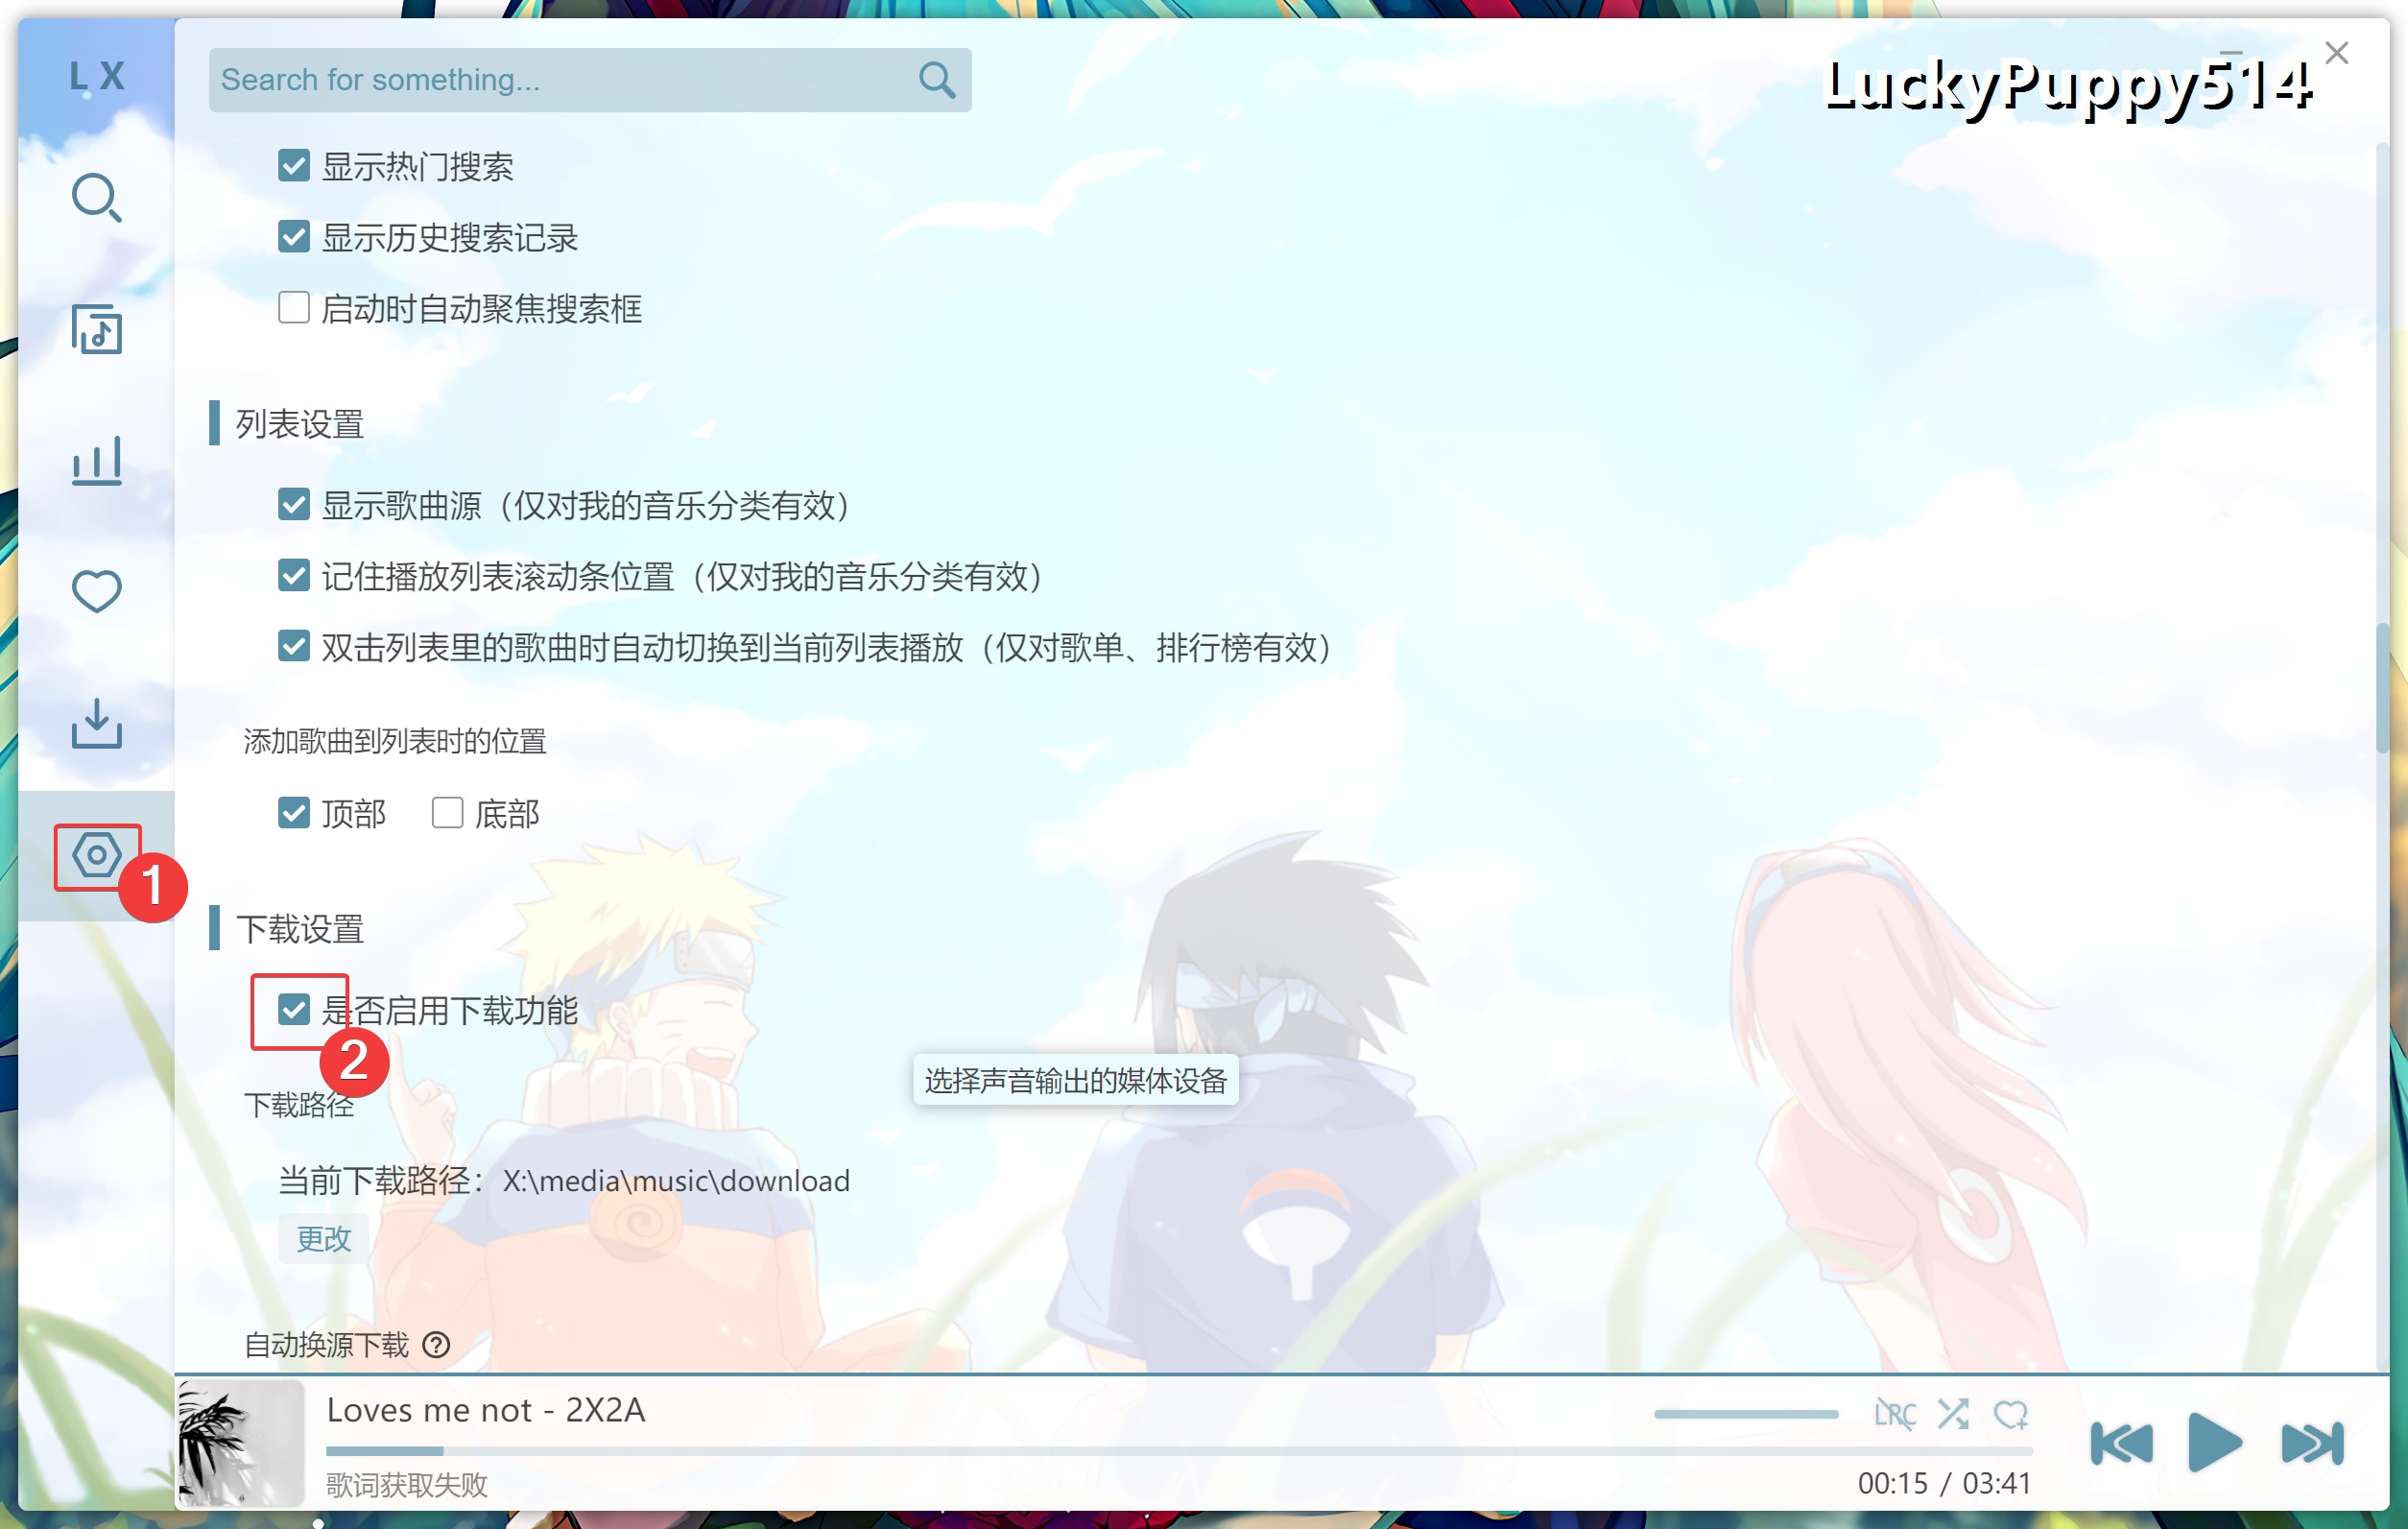 L X
Search for something...
LuckyPuppy514
显示热门搜索
显示历史搜索记录
启动时自动聚焦搜索框
列表设置
显示歌曲源（仅对我的音乐分类有效）
记住播放列表滚动条位置（仅对我的音乐分类有效）
双击列表里的歌曲时自动切换到当前列表播放（仅对歌单、排行榜有效）
添加歌曲到列表时的位置
顶部 底部
1
下载设置
是否启用下载功能
2
选择声音输出的媒体设备
下载路径
当前下载路径： X:\media\music\download
更改
自动换源下载 ?
Loves me not - 2X2A
LRC
歌词获取失败
00:15 / 03:41